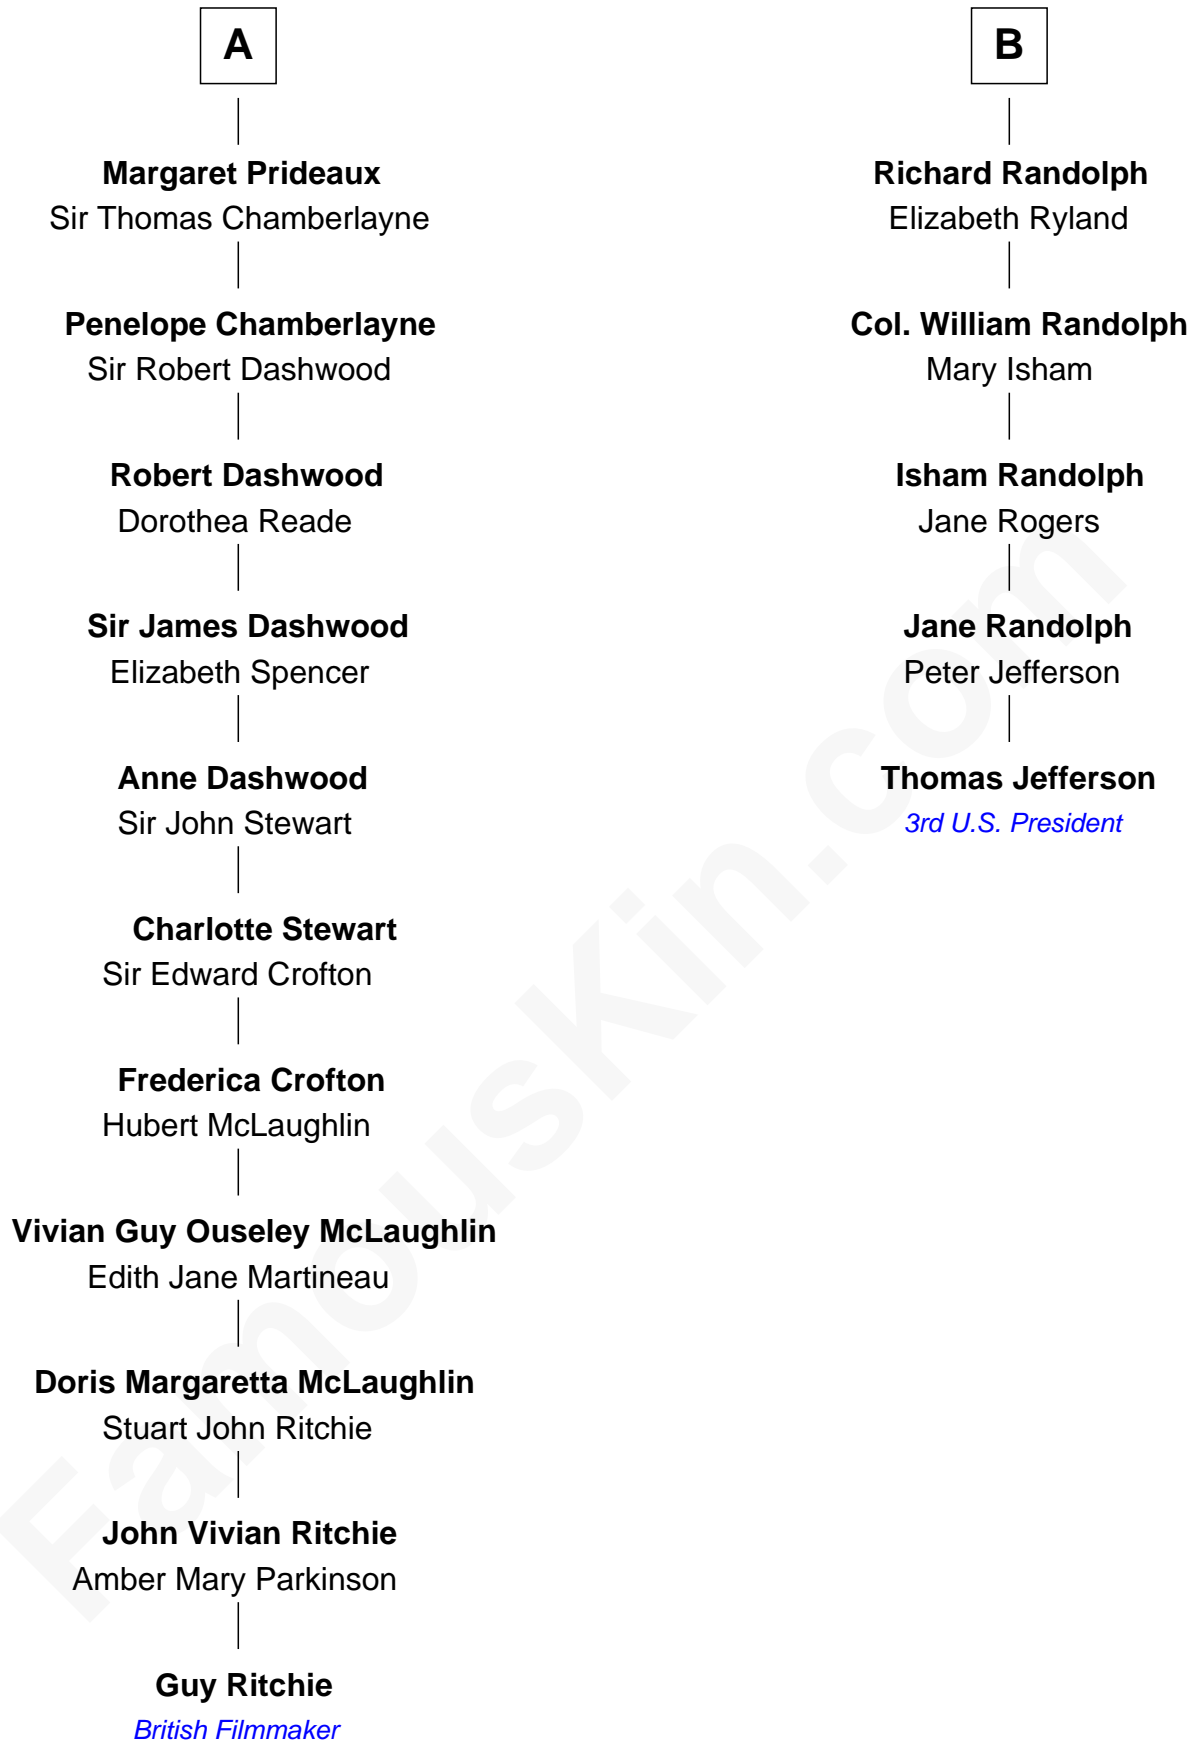 A
Margaret Prideaux
Sir Thomas Chamberlayne
Penelope Chamberlayne
Sir Robert Dashwood
Robert Dashwood
Dorothea Reade
Sir James Dashwood
Elizabeth Spencer
Anne Dashwood
Sir John Stewart
Charlotte Stewart
Sir Edward Crofton
Frederica Crofton
Hubert McLaughlin
Vivian Guy Ouseley McLaughlin
Edith Jane Martineau
Doris Margaretta McLaughlin
Stuart John Ritchie
John Vivian Ritchie
Amber Mary Parkinson
Guy Ritchie
British Filmmaker
B
Richard Randolph
Elizabeth Ryland
Col. William Randolph
Mary Isham
Isham Randolph
Jane Rogers
Jane Randolph
Peter Jefferson
Thomas Jefferson
3rd U.S. President
FamousKin.com